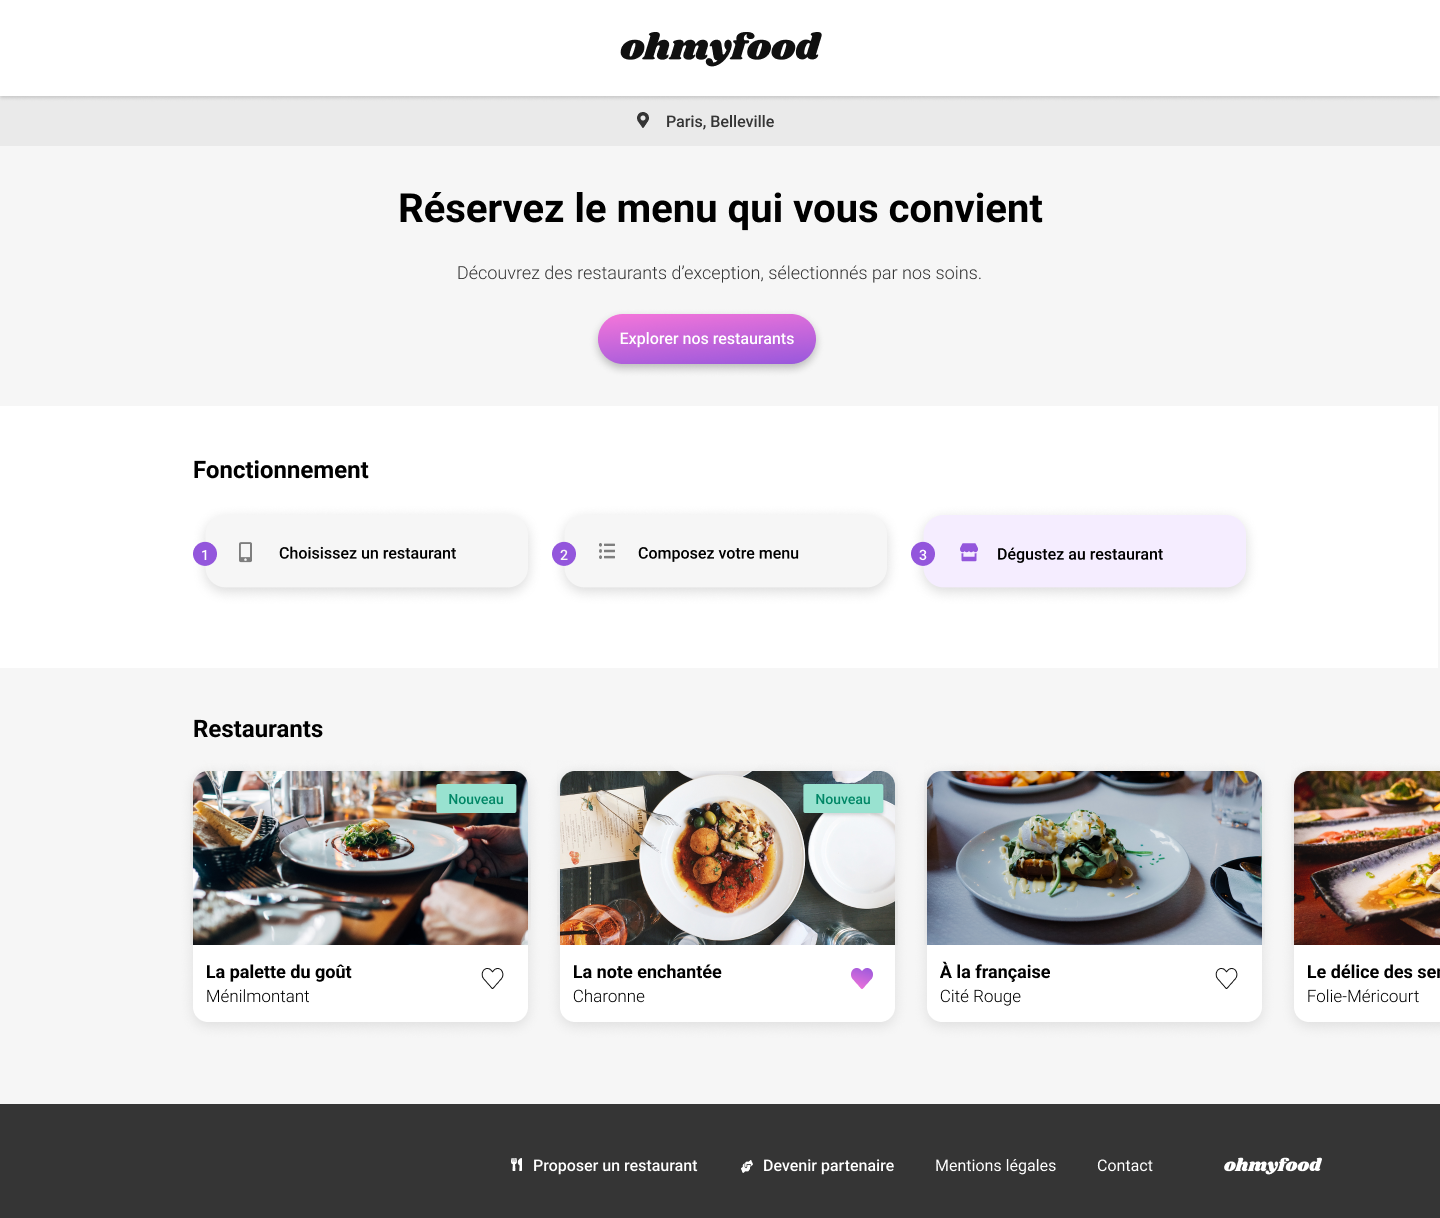 ohmyfood
Paris, Belleville
Réservez le menu qui vous convient
Découvrez des restaurants d’exception, sélectionnés par nos soins.
Explorer nos restaurants
Fonctionnement
1 Choisissez un restaurant
2 Composez votre menu
3 Dégustez au restaurant
Restaurants
Nouveau
La palette du goût
Ménilmontant
Nouveau
La note enchantée
Charonne
À la française
Cité Rouge
Le délice des
Folie-Méricourt
Proposer un restaurant
Devenir partenaire
Mentions légales
Contact
ohmyfood